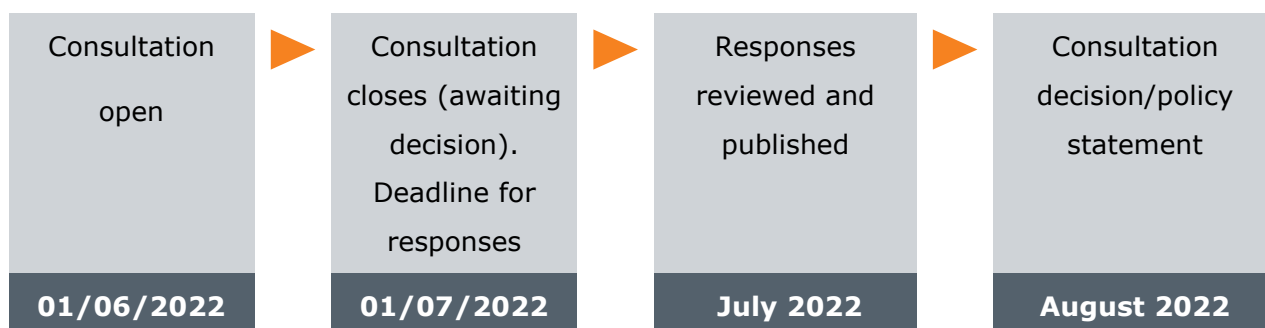 Consultation
open
01/06/2022
Consultation
closes (awaiting
decision).
Deadline for
responses
01/07/2022
Responses
reviewed and
published
July 2022
Consultation
decision/policy
statement
August 2022